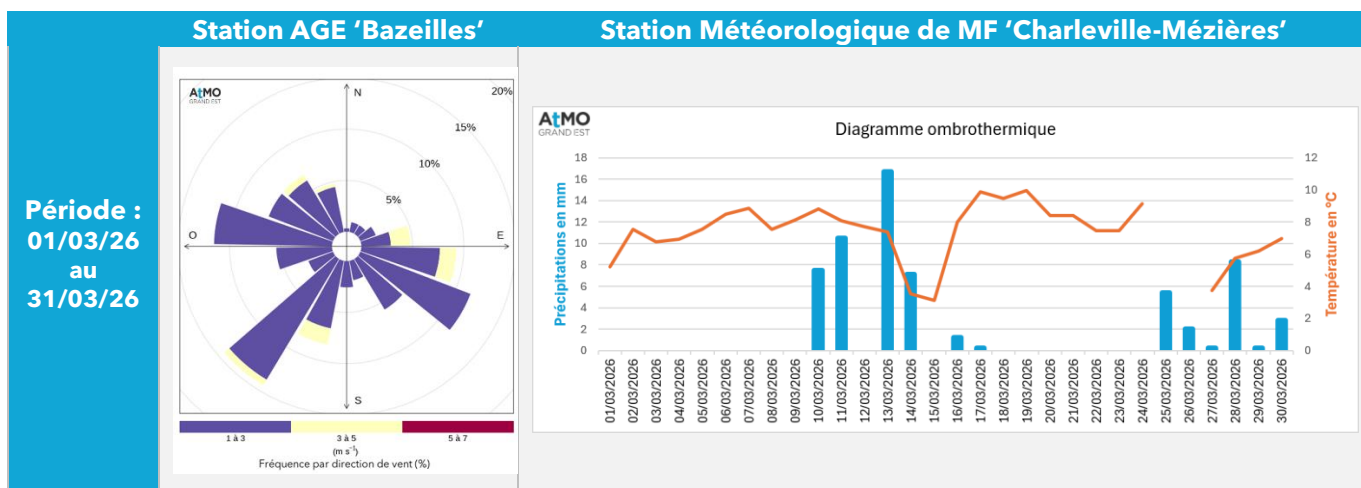 Station AGE ‘Bazeilles’
Station Météorologique de MF ‘Charleville-Mézières’
Période :
01/03/26
au
31/03/26
AtMO
GRAND EST
N
20%
15%
10%
5%
O
E
S
1 à 3
3 à 5
5 à 7
(m s⁻¹)
Fréquence par direction de vent (%)
AtMO
GRAND EST
Diagramme ombrothermique
Précipitations en mm
18
16
14
12
10
8
6
4
2
0
12
10
8
6
4
2
0
Température en °C
01/03/2026
02/03/2026
03/03/2026
04/03/2026
05/03/2026
06/03/2026
07/03/2026
08/03/2026
09/03/2026
10/03/2026
11/03/2026
12/03/2026
13/03/2026
14/03/2026
15/03/2026
16/03/2026
17/03/2026
18/03/2026
19/03/2026
20/03/2026
21/03/2026
22/03/2026
23/03/2026
24/03/2026
25/03/2026
26/03/2026
27/03/2026
28/03/2026
29/03/2026
30/03/2026